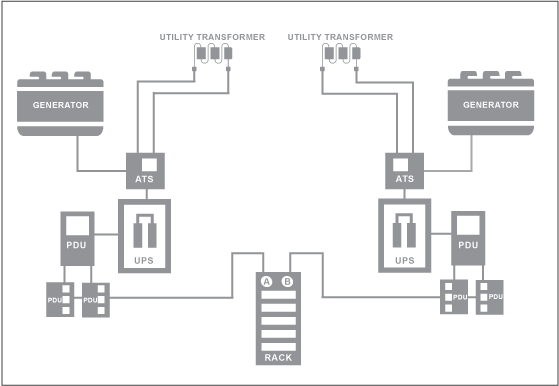 UTILITY TRANSFORMER
UTILITY TRANSFORMER
GENERATOR
GENERATOR
ATS
ATS
PDU
UPS
UPS
PDU
PDU
PDU
A
B
PDU
PDU
RACK